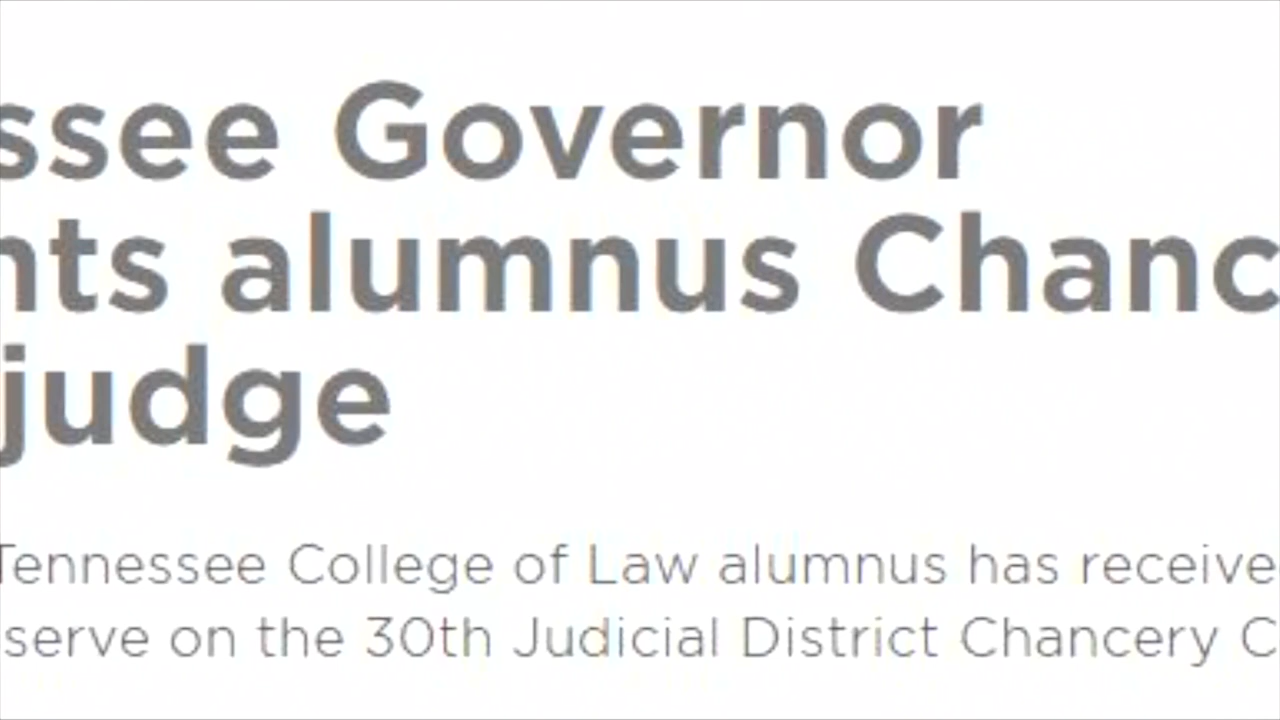 ssee Governor
nts alumnus Chanc
judge
Tennessee College of Law alumnus has receive
serve on the 30th Judicial District Chancery C